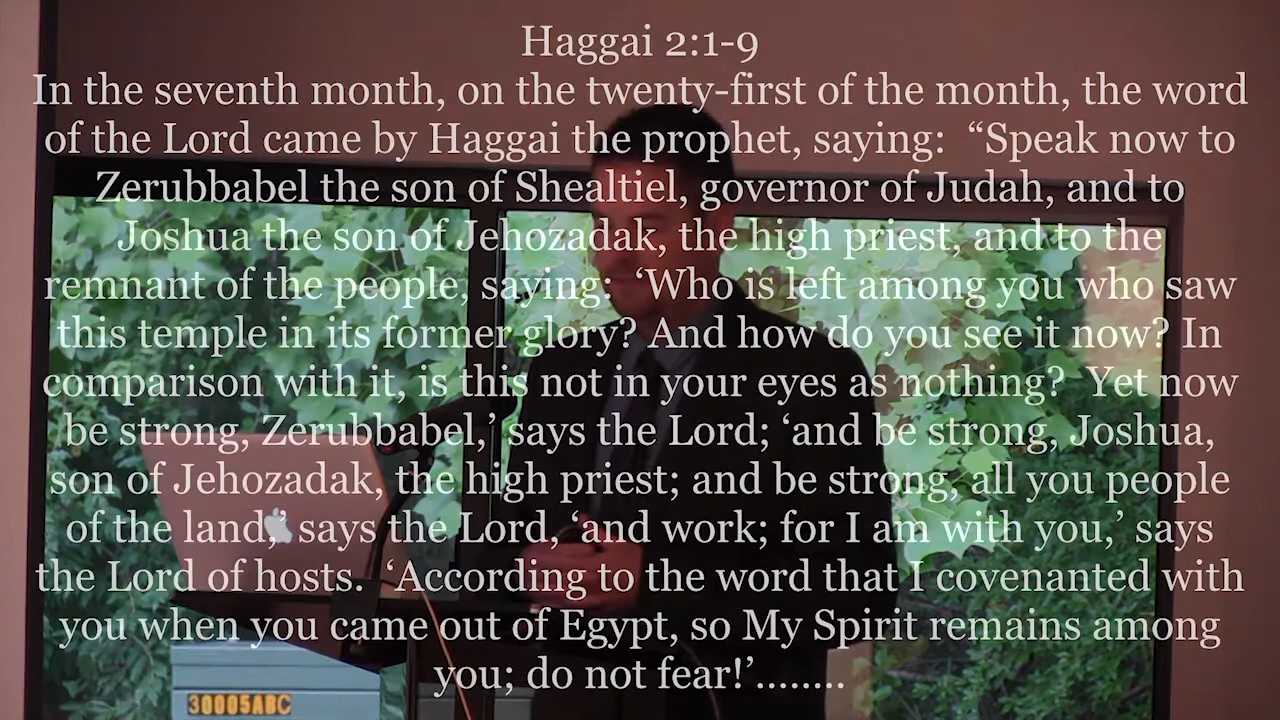 Haggai 2:1-9
In the seventh month, on the twenty-first of the month, the word
of the Lord came by Haggai the prophet, saying:  “Speak now to
Zerubbabel the son of Shealtiel, governor of Judah, and to
Joshua the son of Jehozadak, the high priest, and to the
remnant of the people, saying:  ‘Who is left among you who saw
this temple in its former glory? And how do you see it now? In
comparison with it, is this not in your eyes as nothing?  Yet now
be strong, Zerubbabel,’ says the Lord; ‘and be strong, Joshua,
son of Jehozadak, the high priest; and be strong, all you people
of the land,’ says the Lord, ‘and work; for I am with you,’ says
the Lord of hosts.  ‘According to the word that I covenanted with
you when you came out of Egypt, so My Spirit remains among
you; do not fear!’........
30005ABC